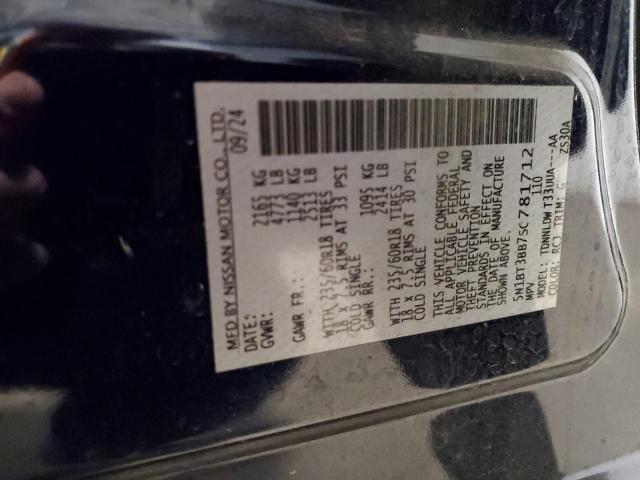 MFD BY NISSAN MOTOR CO., LTD.
DATE: 09/24
GVWR: 2165 KG
4773 LB
GAWR FR.: 1140 KG
2513 LB
WITH 235/60R18 TIRES
18 x 7.5 RIMS AT 33 PSI
COLD SINGLE
GAWR RR.: 1095 KG
2414 LB
WITH 235/60R18 TIRES
18 x 7.5 RIMS AT 30 PSI
COLD SINGLE
THIS VEHICLE CONFORMS TO
ALL APPLICABLE FEDERAL
MOTOR VEHICLE SAFETY AND
THEFT PREVENTION
STANDARDS IN EFFECT ON
THE DATE OF MANUFACTURE
SHOWN ABOVE.
5N1BT3BB7SC781712
MPV 110
MODEL: TDNNLDWT33UUA---AA
COLOR: RCJ TRIM: G ZS30A